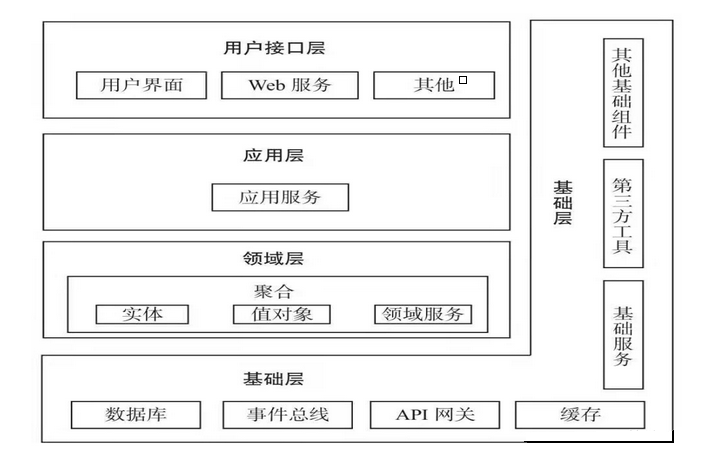 用户接口层
用户界面
Web 服务
其他
应用层
应用服务
领域层
聚合
实体
值对象
领域服务
基础层
数据库
事件总线
API 网关
缓存
基础层
其他基础组件
第三方工具
基础服务